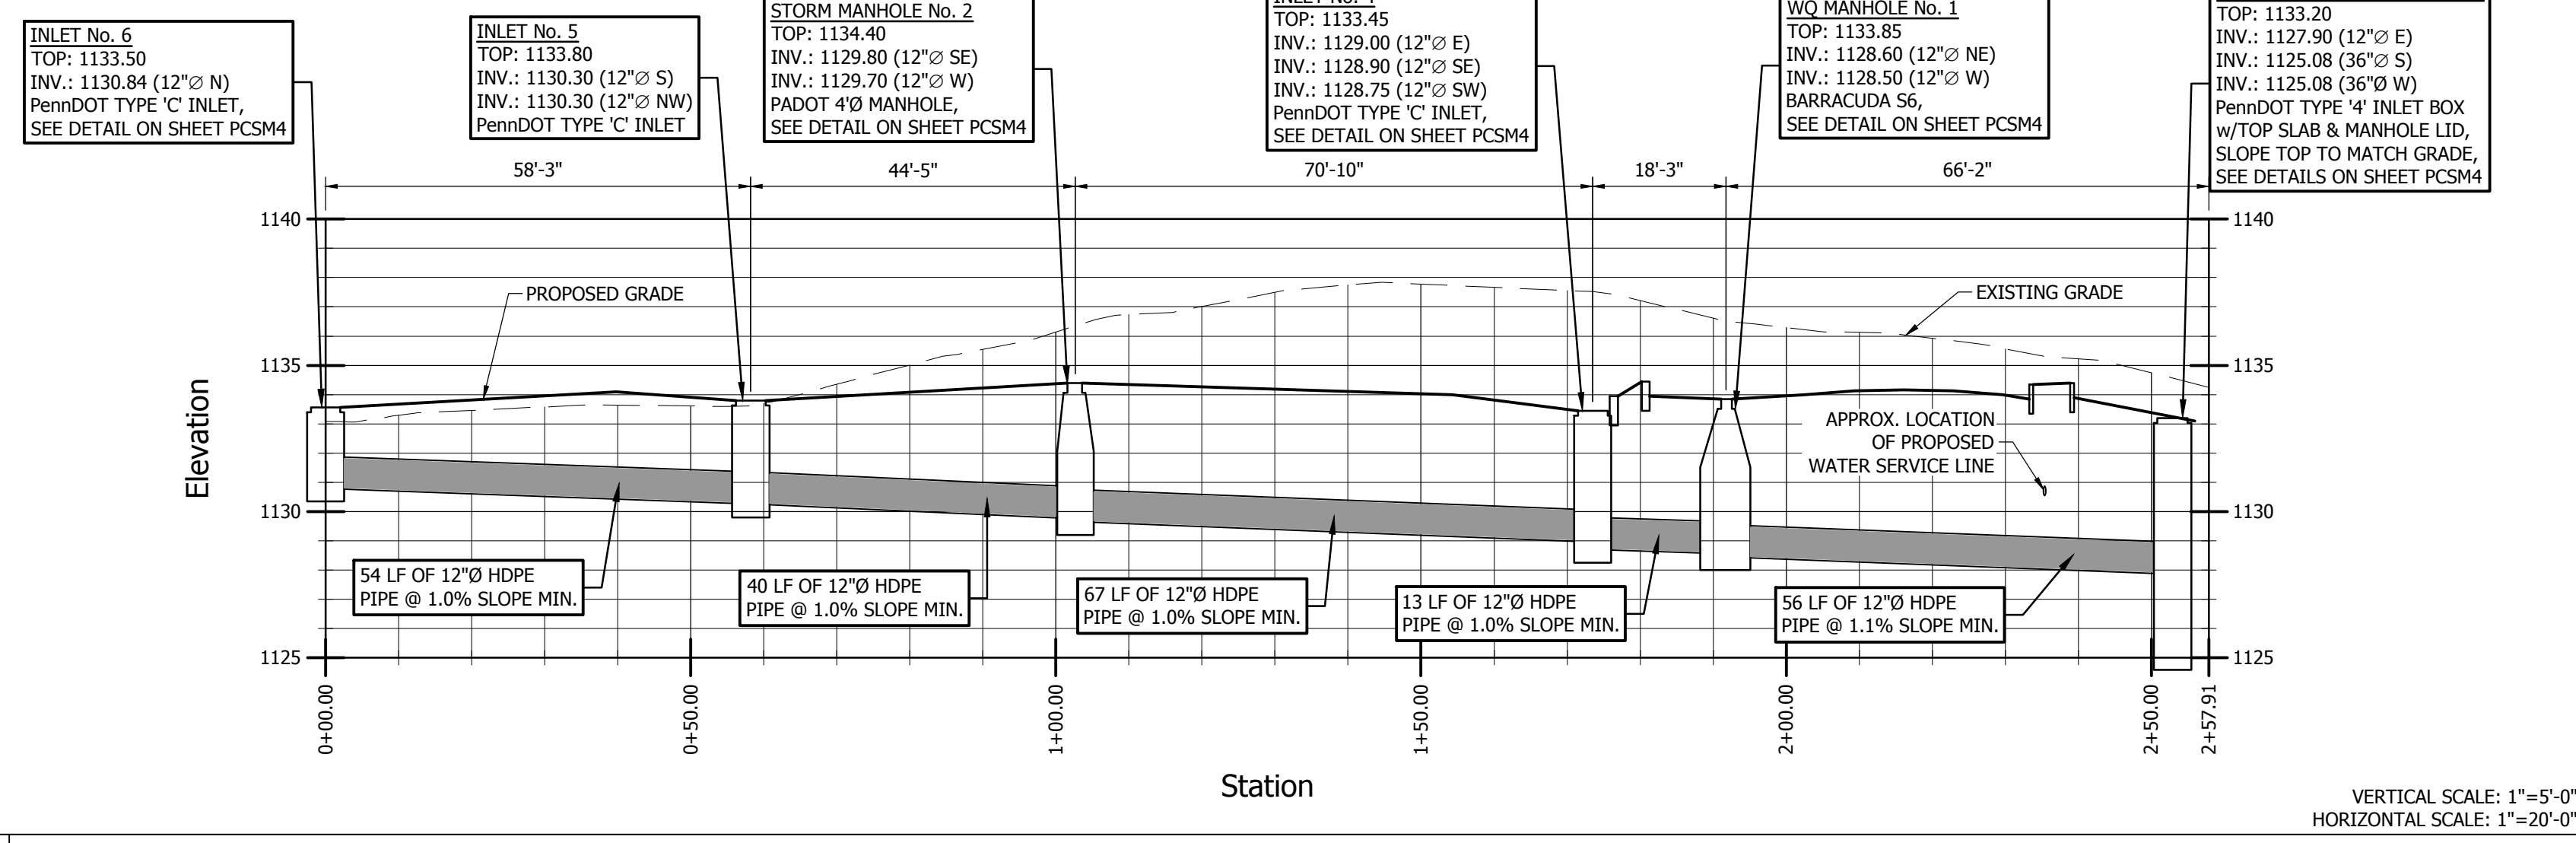 INLET No. 6
TOP: 1133.50
INV.: 1130.84 (12"∅ N)
PennDOT TYPE 'C' INLET,
SEE DETAIL ON SHEET PCSM4
INLET No. 5
TOP: 1133.80
INV.: 1130.30 (12"∅ S)
INV.: 1130.30 (12"∅ NW)
PennDOT TYPE 'C' INLET
STORM MANHOLE No. 2
TOP: 1134.40
INV.: 1129.80 (12"∅ SE)
INV.: 1129.70 (12"∅ W)
PADOT 4'Ø MANHOLE,
SEE DETAIL ON SHEET PCSM4
TOP: 1133.45
INV.: 1129.00 (12"∅ E)
INV.: 1128.90 (12"∅ SE)
INV.: 1128.75 (12"∅ SW)
PennDOT TYPE 'C' INLET,
SEE DETAIL ON SHEET PCSM4
WQ MANHOLE No. 1
TOP: 1133.85
INV.: 1128.60 (12"∅ NE)
INV.: 1128.50 (12"∅ W)
BARRACUDA S6,
SEE DETAIL ON SHEET PCSM4
TOP: 1133.20
INV.: 1127.90 (12"∅ E)
INV.: 1125.08 (36"∅ S)
INV.: 1125.08 (36"Ø W)
PennDOT TYPE '4' INLET BOX
w/TOP SLAB & MANHOLE LID,
SLOPE TOP TO MATCH GRADE,
SEE DETAILS ON SHEET PCSM4
58'-3"
44'-5"
70'-10"
18'-3"
66'-2"
1140
1140
PROPOSED GRADE
EXISTING GRADE
1135
1135
Elevation
APPROX. LOCATION
OF PROPOSED
WATER SERVICE LINE
1130
1130
54 LF OF 12"Ø HDPE
PIPE @ 1.0% SLOPE MIN.
40 LF OF 12"Ø HDPE
PIPE @ 1.0% SLOPE MIN.
67 LF OF 12"Ø HDPE
PIPE @ 1.0% SLOPE MIN.
13 LF OF 12"Ø HDPE
PIPE @ 1.0% SLOPE MIN.
56 LF OF 12"Ø HDPE
PIPE @ 1.1% SLOPE MIN.
1125
1125
0+00.00
0+50.00
1+00.00
1+50.00
2+00.00
2+50.00
2+57.91
Station
VERTICAL SCALE: 1"=5'-0"
HORIZONTAL SCALE: 1"=20'-0"